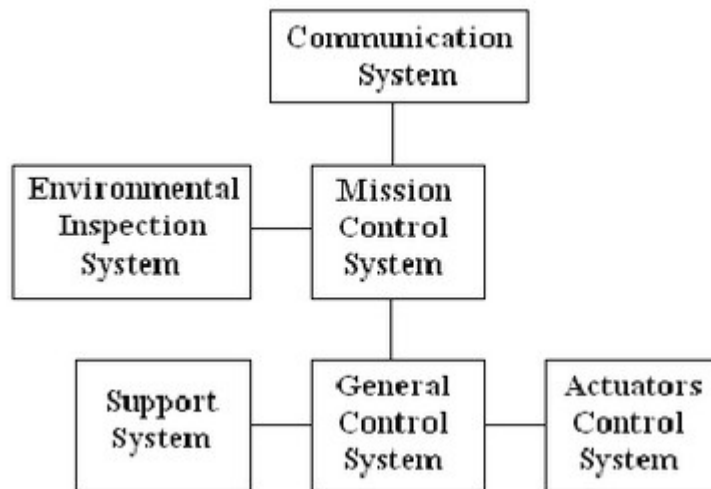 Communication
System
Environmental
Inspection
System
Mission
Control
System
Support
System
General
Control
System
Actuators
Control
System